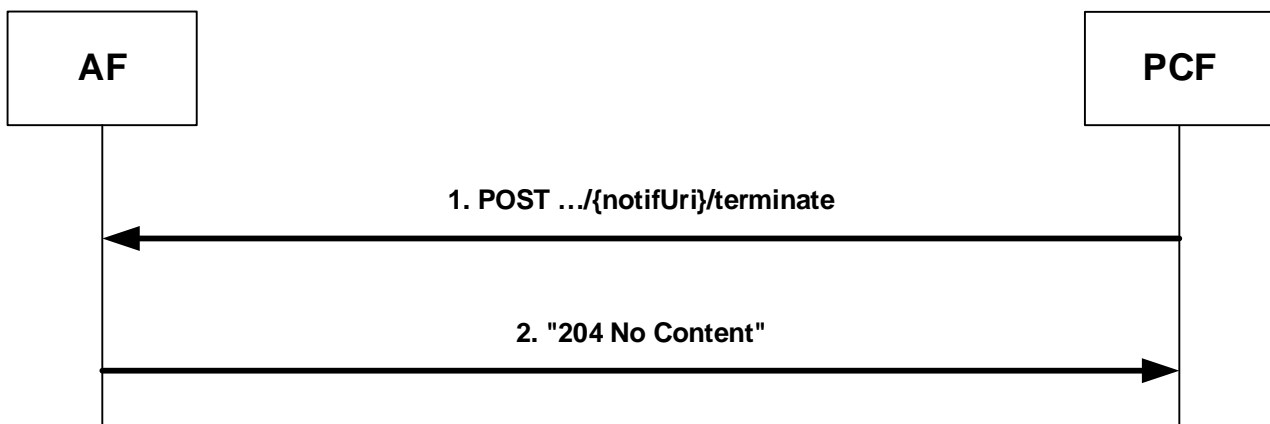 AF
PCF
1. POST …/{notifUri}/terminate
2. "204 No Content"